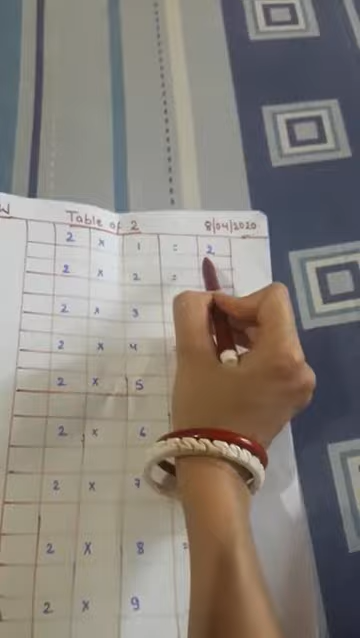 W Table of 2 8/04/2020
2 × 1 = 2
2 × 2 =
2 × 3
2 × 4
2 × 5
2 × 6
2 × 7
2 × 8 =
2 × 9